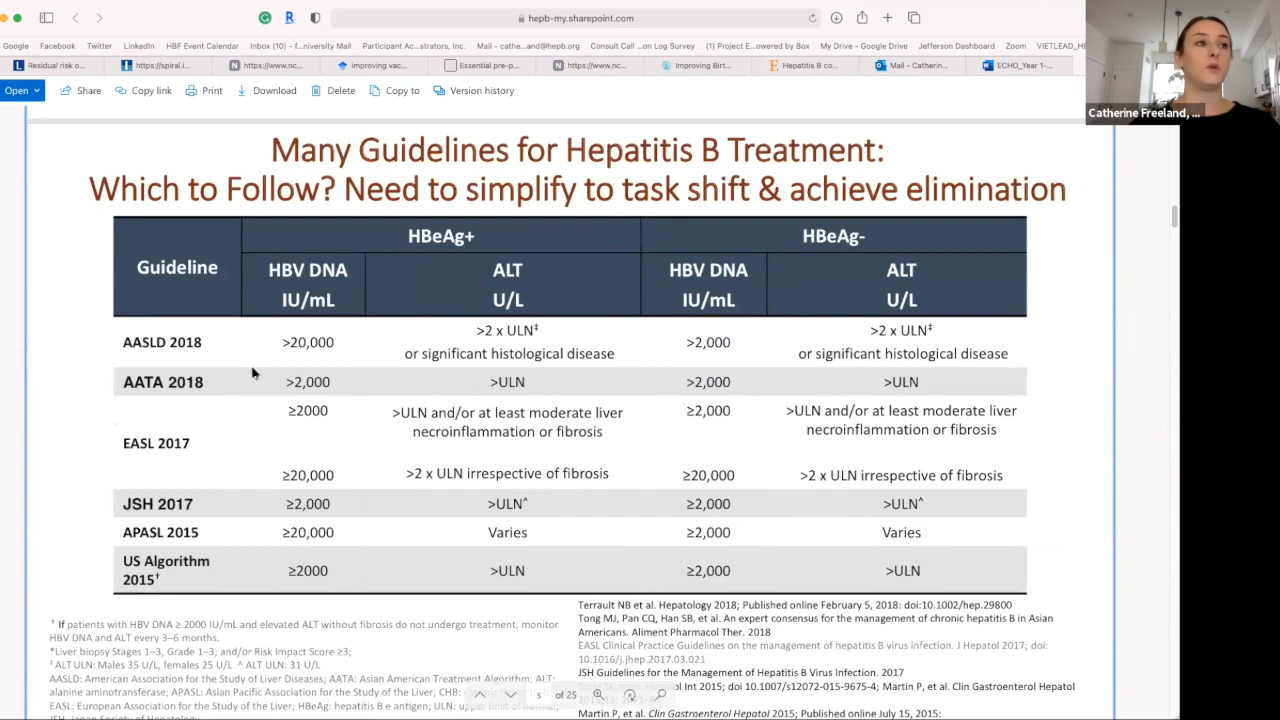 hepb-my.sharepoint.com
Google Facebook Twitter LinkedIn HBF Event Calendar Inbox (10) - f...niversity Mail Participant Ac...strators, Inc. Mail - cathe...and@hepb.org Consult Call ...on Log Survey (1) Project E...owered by Box My Drive - Google Drive Jefferson Dashboard Zoom VIETLEAD_HE
Residual risk o... https://spiral.i... https://www.nc... improving vac... Essential pre-p... https://www.nc... Improving Birt... Hepatitis B co... Mail - Catherin... ECHO_Year 1-...
Catherine Freeland, ...
Open Share Copy link Print Download Delete Copy to Version history
Many Guidelines for Hepatitis B Treatment:
Which to Follow? Need to simplify to task shift & achieve elimination
Guideline HBeAg+ HBeAg-
HBV DNA ALT HBV DNA ALT
IU/mL U/L IU/mL U/L
AASLD 2018 >20,000 >2 x ULN‡ >2,000 >2 x ULN‡
or significant histological disease or significant histological disease
AATA 2018 >2,000 >ULN >2,000 >ULN
EASL 2017 ≥2000 >ULN and/or at least moderate liver ≥2,000 >ULN and/or at least moderate liver
necroinflammation or fibrosis necroinflammation or fibrosis
≥20,000 >2 x ULN irrespective of fibrosis ≥20,000 >2 x ULN irrespective of fibrosis
JSH 2017 ≥2,000 >ULN^ ≥2,000 >ULN^
APASL 2015 ≥20,000 Varies ≥2,000 Varies
US Algorithm
2015† ≥2000 >ULN ≥2,000 >ULN
† If patients with HBV DNA ≥ 2000 IU/mL and elevated ALT without fibrosis do not undergo treatment, monitor
HBV DNA and ALT every 3–6 months.
*Liver biopsy Stages 1–3, Grade 1–3; and/or Risk Impact Score ≥3;
‡ ALT ULN: Males 35 U/L, females 25 U/L ^ ALT ULN: 31 U/L
AASLD: American Association for the Study of Liver Diseases; AATA: Asian American Treatment Algorithm; ALT:
alanine aminotransferase; APASL: Asian Pacific Association for the Study of the Liver; CHB:
EASL: European Association for the Study of the Liver; HBeAg: hepatitis B e antigen; ULN: upper limit of normal;
JSH: Japan Society of Hepatology
Terrault NB et al. Hepatology 2018; Published online February 5, 2018: doi:10.1002/hep.29800
Tong MJ, Pan CQ, Han SB, et al. An expert consensus for the management of chronic hepatitis B in Asian
Americans. Aliment Pharmacol Ther. 2018
EASL Clinical Practice Guidelines on the management of hepatitis B virus infection. J Hepatol 2017; doi:
10.1016/j.jhep.2017.03.021
JSH Guidelines for the Management of Hepatitis B Virus Infection. 2017
Int 2015; doi 10.1007/s12072-015-9675-4; Martin P, et al. Clin Gastroenterol Hepatol
Martin P, et al. Clin Gastroenterol Hepatol 2015; Published online July 15, 2015:
5 of 25